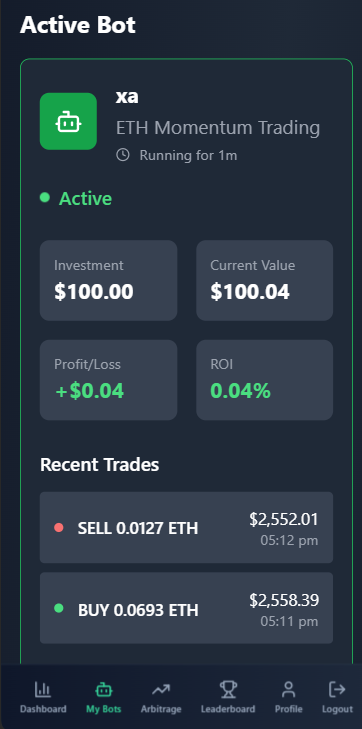 Active Bot
xa
ETH Momentum Trading
Running for 1m
Active
Investment
$100.00
Current Value
$100.04
Profit/Loss
+$0.04
ROI
0.04%
Recent Trades
SELL 0.0127 ETH
$2,552.01
05:12 pm
BUY 0.0693 ETH
$2,558.39
05:11 pm
Dashboard
My Bots
Arbitrage
Leaderboard
Profile
Logout